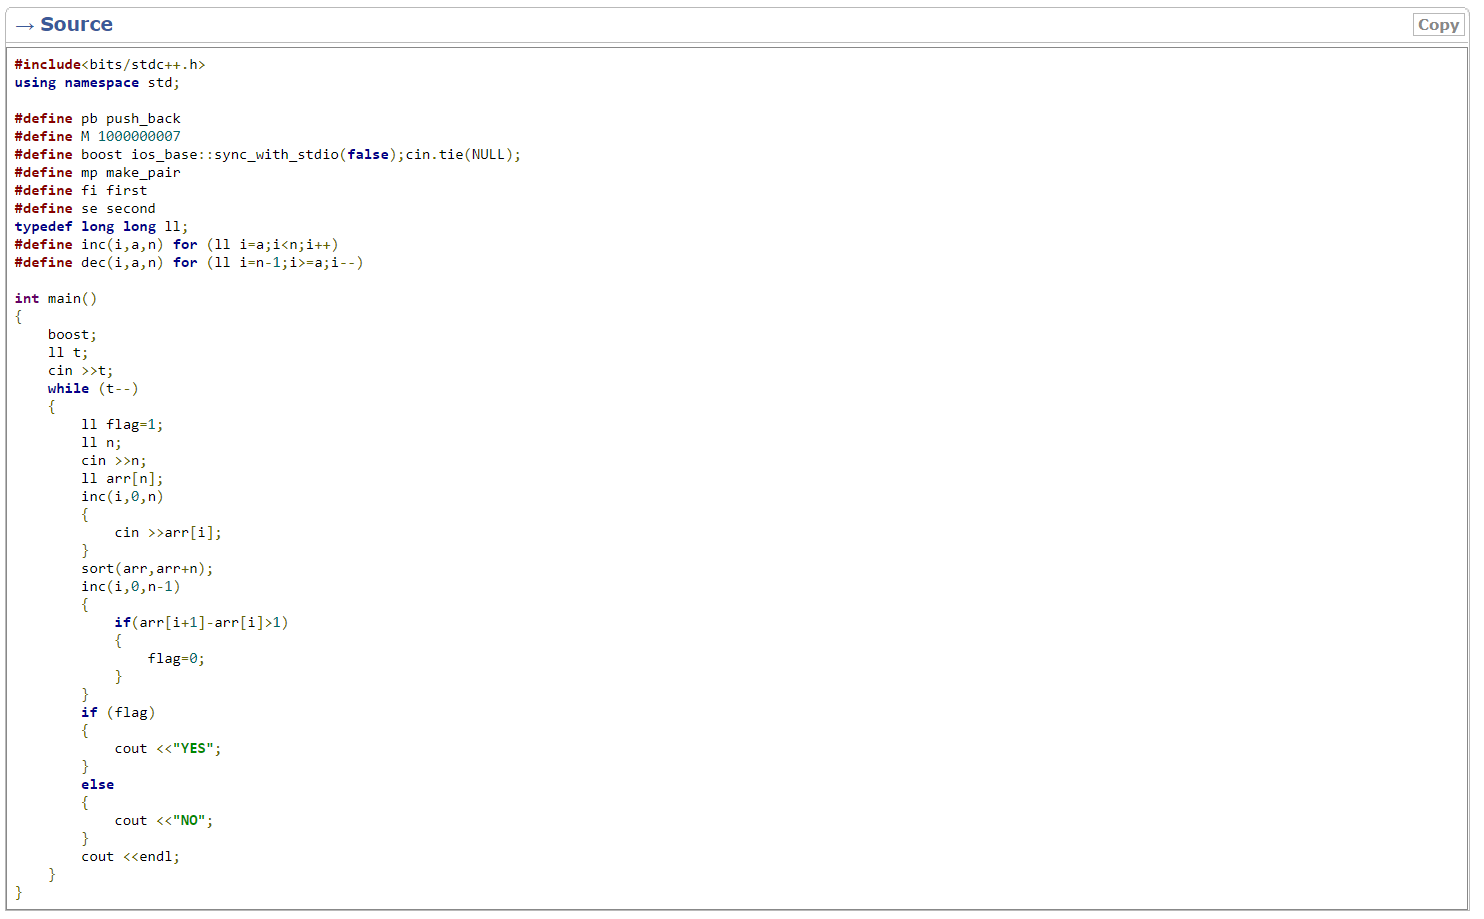 → Source
Copy
#include<bits/stdc++.h>
using namespace std;

#define pb push_back
#define M 1000000007
#define boost ios_base::sync_with_stdio(false);cin.tie(NULL);
#define mp make_pair
#define fi first
#define se second
typedef long long ll;
#define inc(i,a,n) for (ll i=a;i<n;i++)
#define dec(i,a,n) for (ll i=n-1;i>=a;i--)

int main()
{
    boost;
    ll t;
    cin >>t;
    while (t--)
    {
        ll flag=1;
        ll n;
        cin >>n;
        ll arr[n];
        inc(i,0,n)
        {
            cin >>arr[i];
        }
        sort(arr,arr+n);
        inc(i,0,n-1)
        {
            if(arr[i+1]-arr[i]>1)
            {
                flag=0;
            }
        }
        if (flag)
        {
            cout <<"YES";
        }
        else
        {
            cout <<"NO";
        }
        cout <<endl;
    }
}